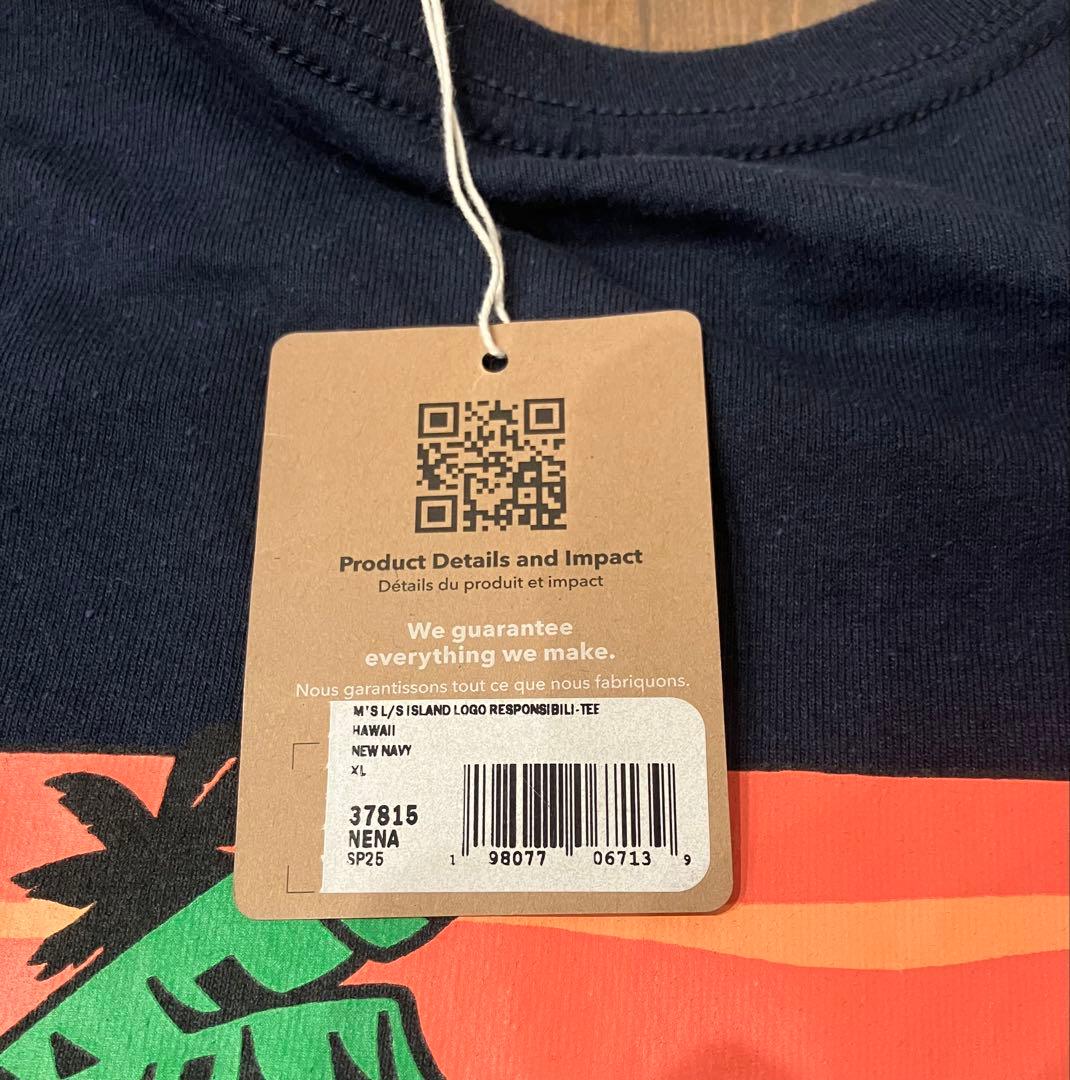 Product Details and Impact
Détails du produit et impact
We guarantee
everything we make.
Nous garantissons tout ce que nous fabriquons.
M'S L/S ISLAND LOGO RESPONSIBILI-TEE
HAWAII
NEW NAVY
XL
37815
NENA
SP25
1 98077 06713 9